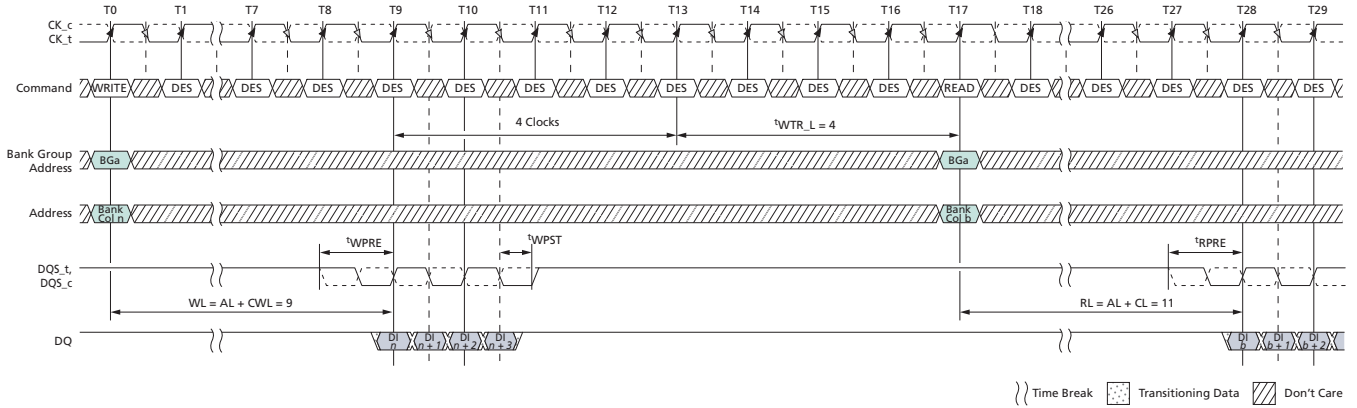 T0 T1 T7 T8 T9 T10 T11 T12 T13 T14 T15 T16 T17 T18 T26 T27 T28 T29
CK_c
CK_t
Command WRITE DES DES DES DES DES DES DES DES DES DES DES READ DES DES DES DES DES
4 Clocks tWTR_L = 4
Bank Group
Address
BGa BGa
Address
Bank
Col n
Bank
Col b
tWPRE tWPST tRPRE
DQS_t,
DQS_c
WL = AL + CWL = 9 RL = AL + CL = 11
DQ
DI
n
DI
n + 1
DI
n + 2
DI
n + 3
DI
b
DI
b + 1
DI
b + 2
Time Break Transitioning Data Don't Care